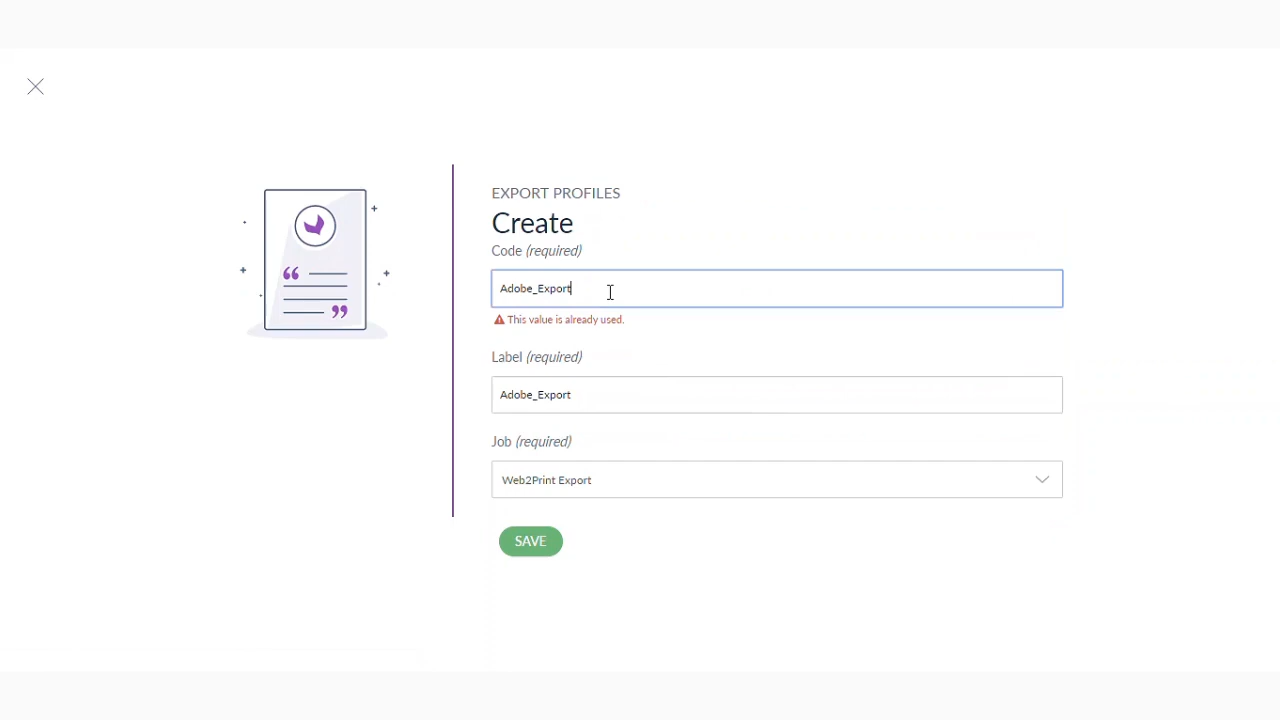 EXPORT PROFILES
Create
Code (required)
Adobe_Export
This value is already used.
Label (required)
Adobe_Export
Job (required)
Web2Print Export
SAVE